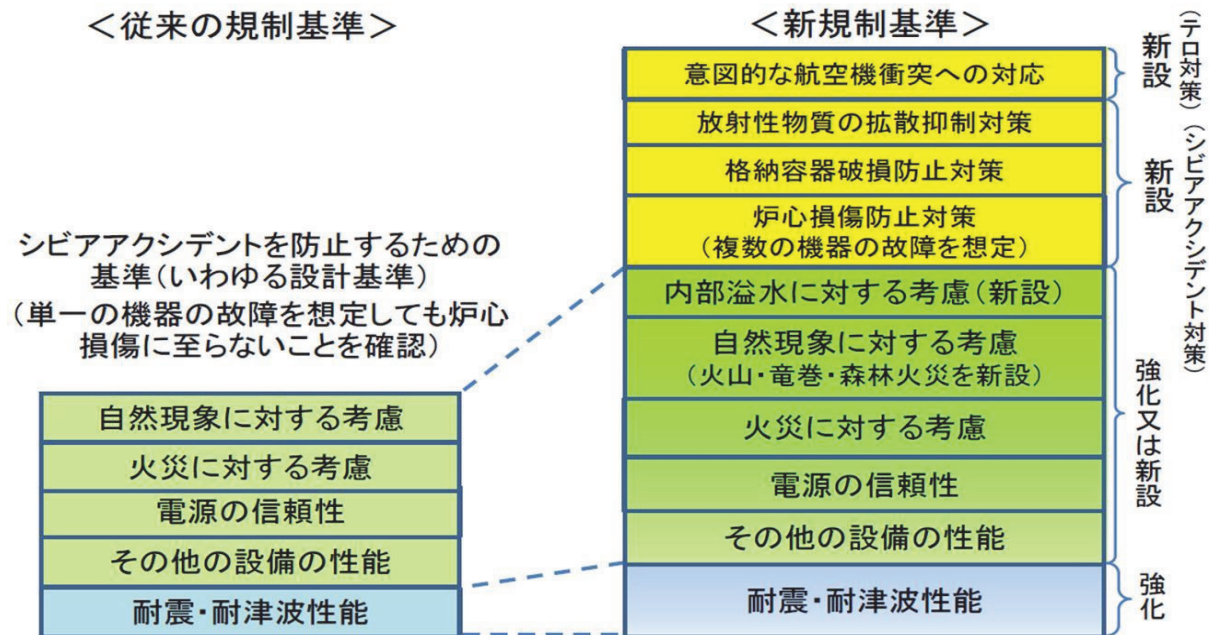 ＜従来の規制基準＞
シビアアクシデントを防止するための
基準(いわゆる設計基準)
(単一の機器の故障を想定しても炉心
損傷に至らないことを確認)
自然現象に対する考慮
火災に対する考慮
電源の信頼性
その他の設備の性能
耐震・耐津波性能
＜新規制基準＞
意図的な航空機衝突への対応
放射性物質の拡散抑制対策
格納容器破損防止対策
炉心損傷防止対策
(複数の機器の故障を想定)
内部溢水に対する考慮(新設)
自然現象に対する考慮
(火山・竜巻・森林火災を新設)
火災に対する考慮
電源の信頼性
その他の設備の性能
耐震・耐津波性能
新設
(テロ対策)
新設
(シビアアクシデント対策)
強化又は新設
強化